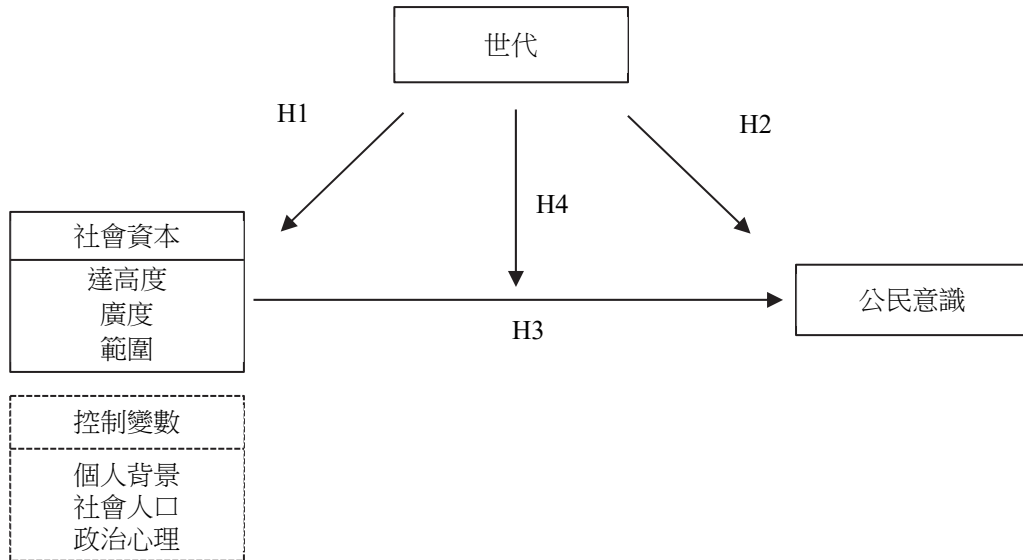 世代
H1
H2
H4
社會資本
達高度
廣度
範圍
公民意識
H3
控制變數
個人背景
社會人口
政治心理